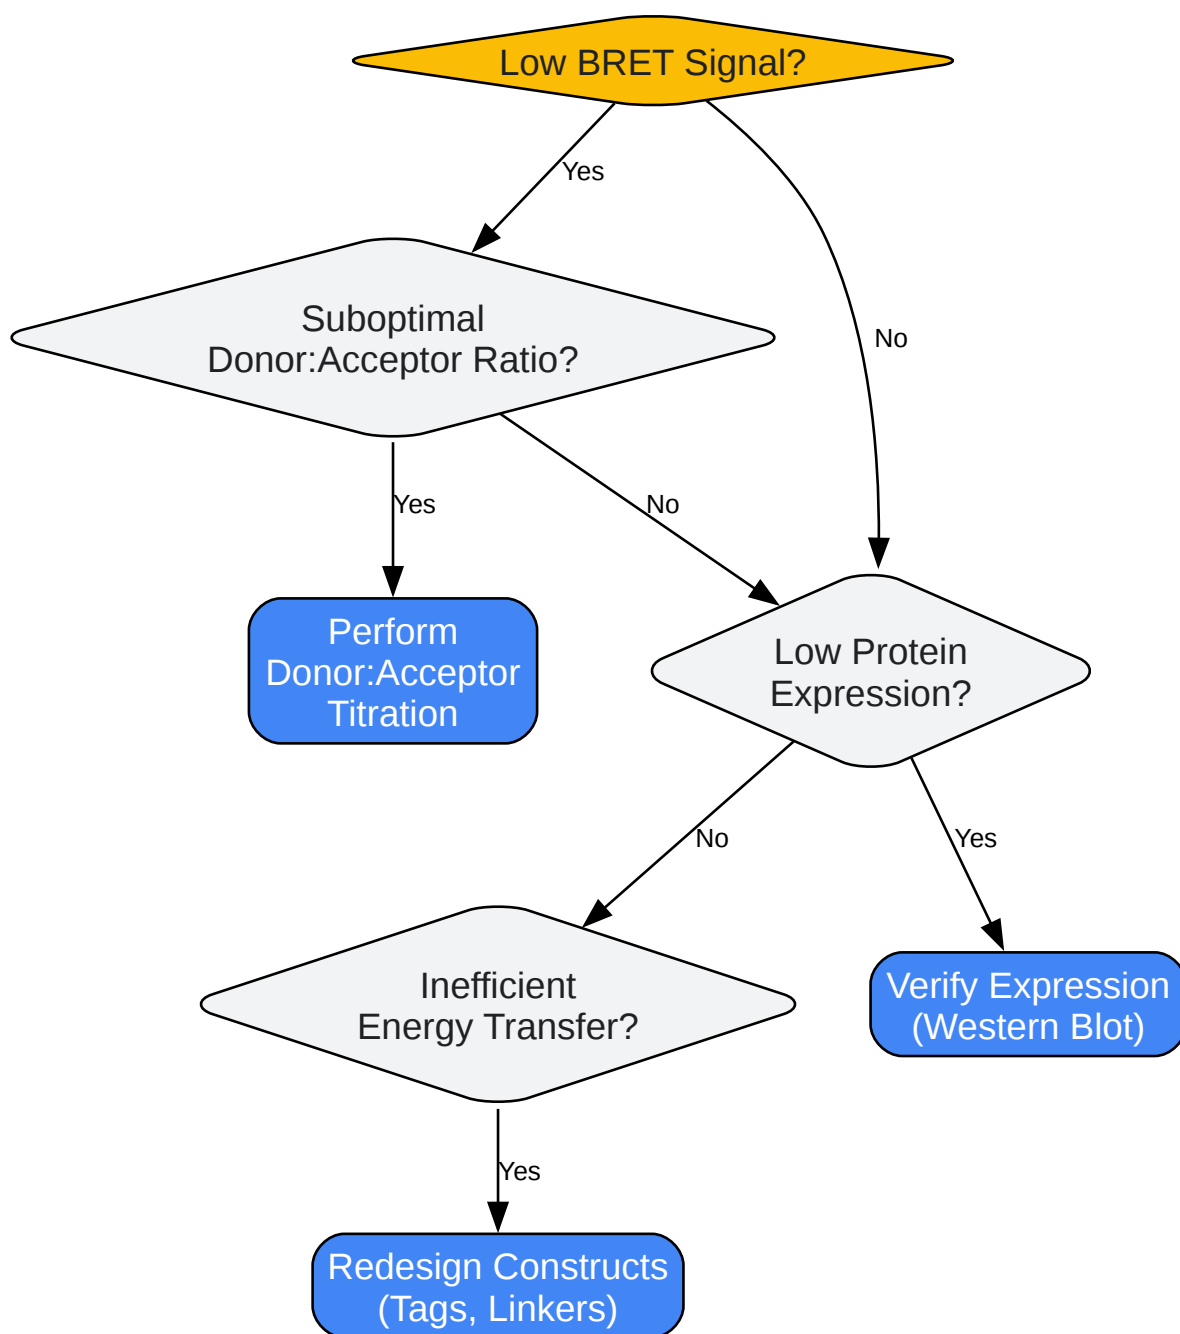 Low BRET Signal?
Yes
No
Suboptimal
Donor:Acceptor Ratio?
Yes
No
Perform
Donor:Acceptor
Titration
Low Protein
Expression?
No
Yes
Inefficient
Energy Transfer?
Verify Expression
(Western Blot)
Yes
Redesign Constructs
(Tags, Linkers)